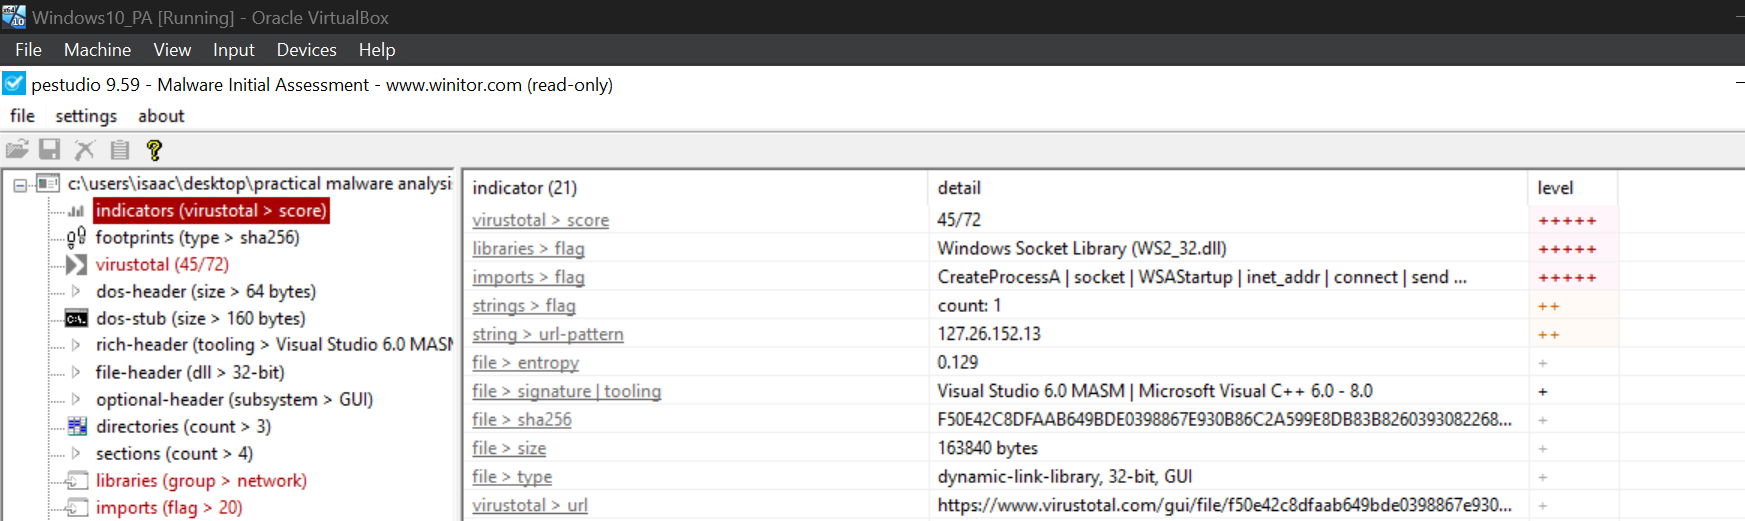 Windows10_PA [Running] - Oracle VirtualBox
File Machine View Input Devices Help
pestudio 9.59 - Malware Initial Assessment - www.winitor.com (read-only)
file settings about
c:\users\isaac\desktop\practical malware analysi
indicators (virustotal > score)
footprints (type > sha256)
virustotal (45/72)
dos-header (size > 64 bytes)
dos-stub (size > 160 bytes)
rich-header (tooling > Visual Studio 6.0 MASM
file-header (dll > 32-bit)
optional-header (subsystem > GUI)
directories (count > 3)
sections (count > 4)
libraries (group > network)
imports (flag > 20)
indicator (21) detail level
virustotal > score 45/72 +++++
libraries > flag Windows Socket Library (WS2_32.dll) +++++
imports > flag CreateProcessA | socket | WSAStartup | inet_addr | connect | send ... +++++
strings > flag count: 1 ++
string > url-pattern 127.26.152.13 ++
file > entropy 0.129 +
file > signature | tooling Visual Studio 6.0 MASM | Microsoft Visual C++ 6.0 - 8.0 +
file > sha256 F50E42C8DFAAB649BDE0398867E930B86C2A599E8DB83B8260393082268... +
file > size 163840 bytes +
file > type dynamic-link-library, 32-bit, GUI +
virustotal > url https://www.virustotal.com/gui/file/f50e42c8dfaab649bde0398867e930... +